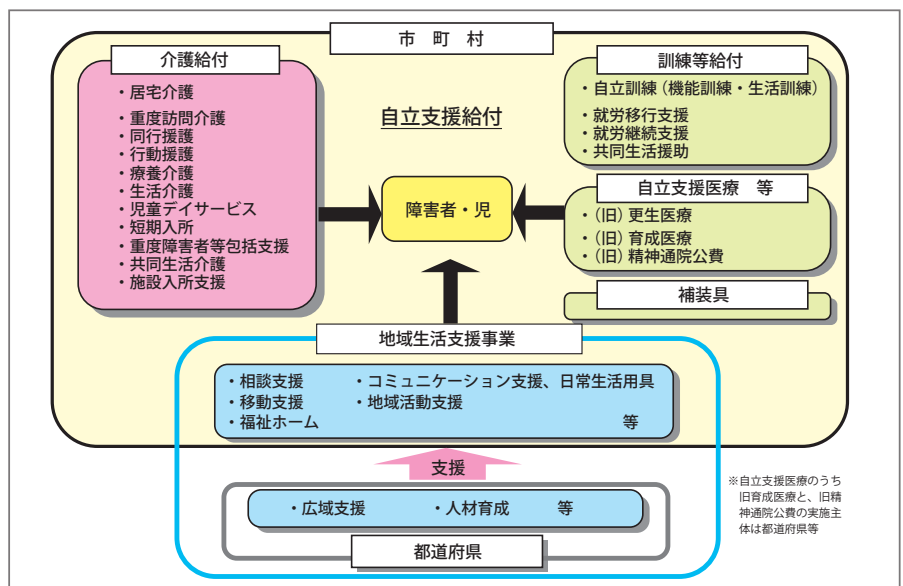 市 町 村
介護給付
・居宅介護
・重度訪問介護
・同行援護
・行動援護
・療養介護
・生活介護
・児童デイサービス
・短期入所
・重度障害者等包括支援
・共同生活介護
・施設入所支援
自立支援給付
障害者・児
訓練等給付
・自立訓練（機能訓練・生活訓練）
・就労移行支援
・就労継続支援
・共同生活援助
自立支援医療 等
・（旧）更生医療
・（旧）育成医療
・（旧）精神通院公費
補装具
地域生活支援事業
・相談支援 ・コミュニケーション支援、日常生活用具
・移動支援 ・地域活動支援
・福祉ホーム 等
支援
・広域支援 ・人材育成 等
都道府県
※自立支援医療のうち
旧育成医療と、旧精
神通院公費の実施主
体は都道府県等